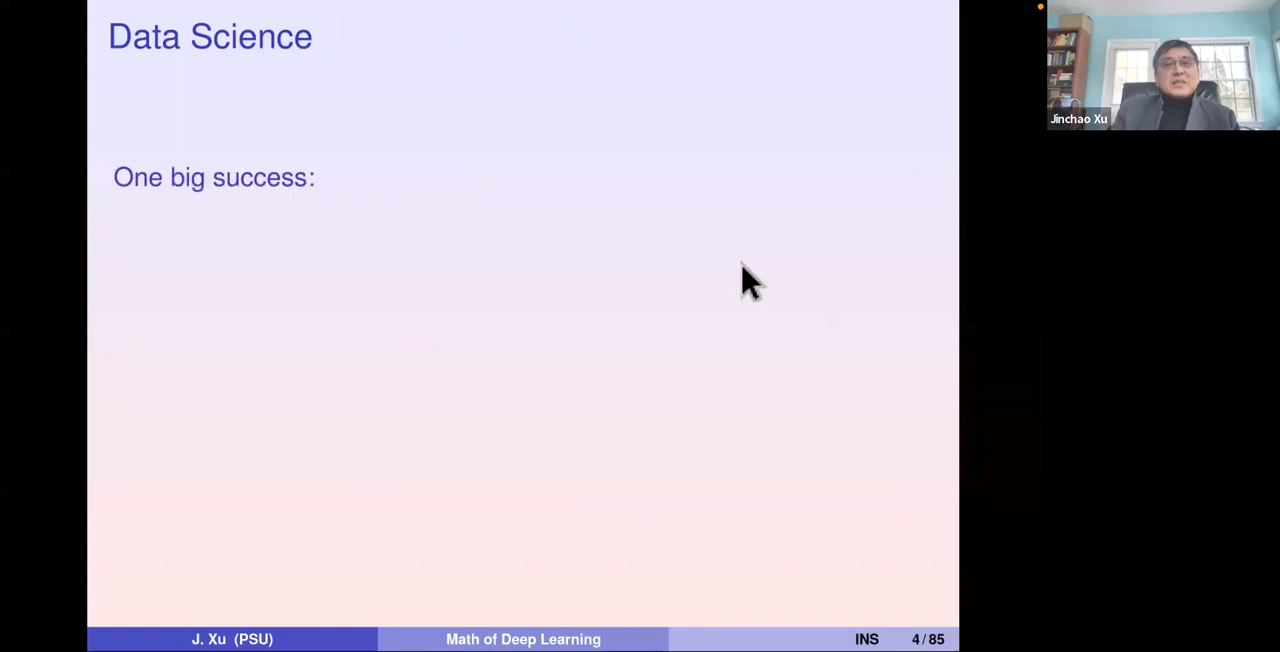 Data Science
One big success:
Jinchao Xu
J. Xu (PSU) Math of Deep Learning INS 4 / 85